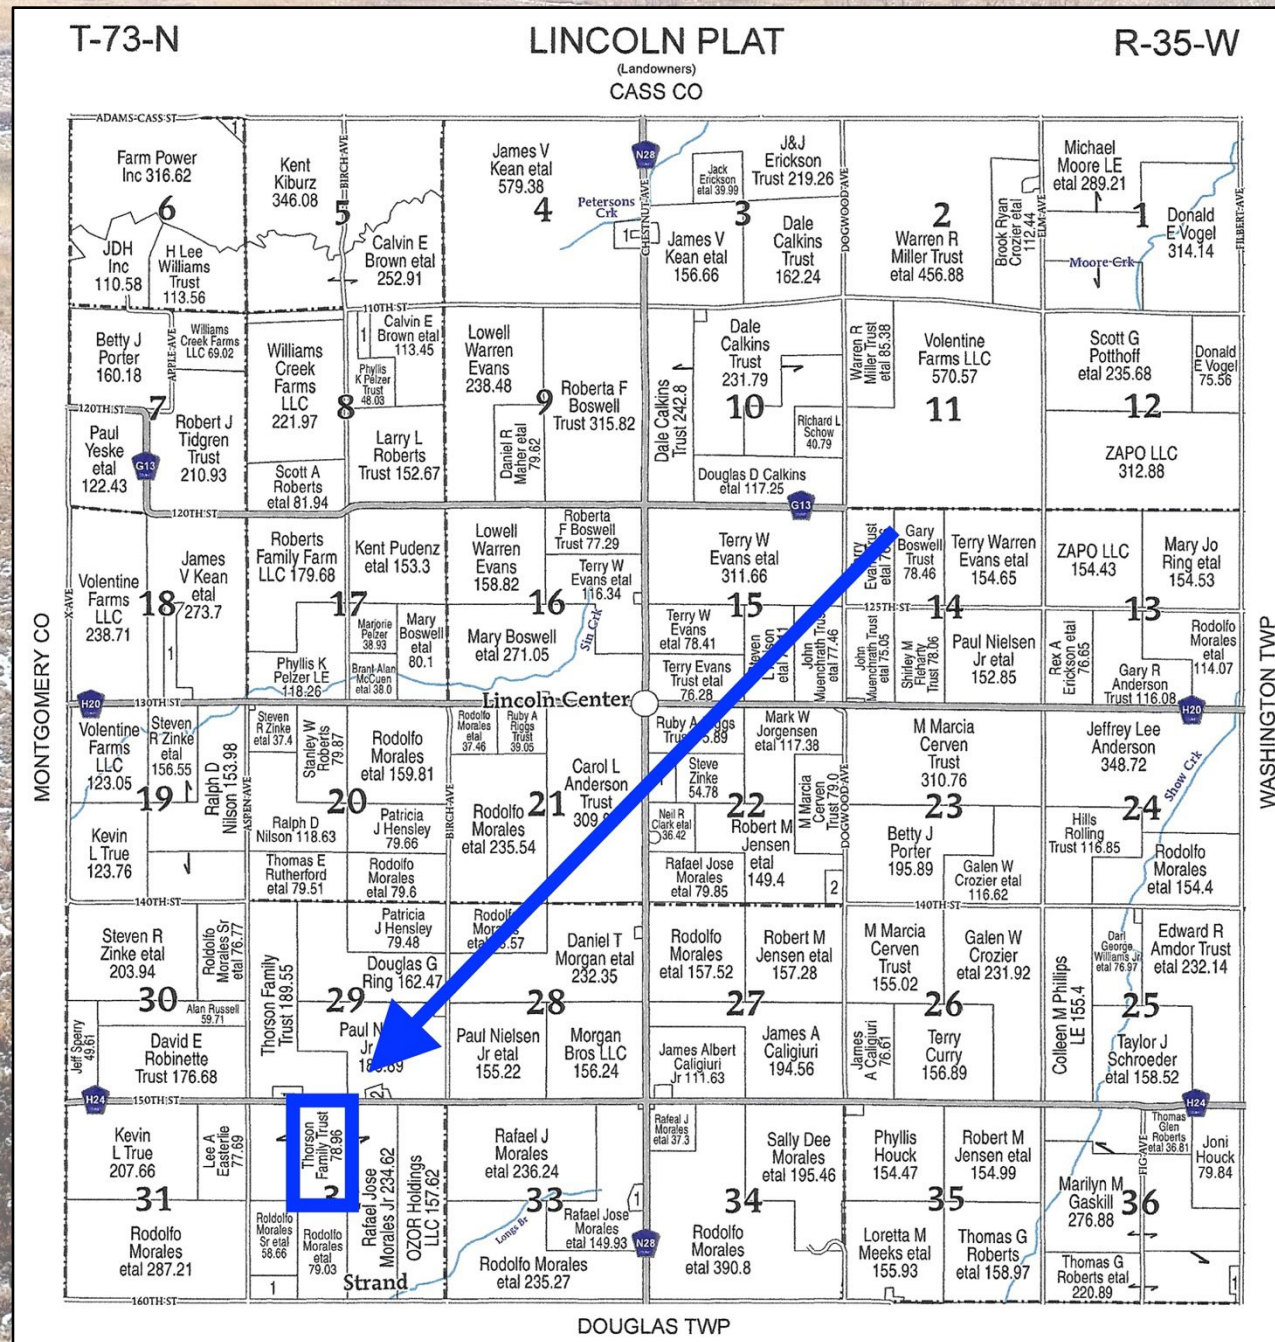 T-73-N
LINCOLN PLAT
R-35-W
(Landowners)
CASS CO
ADAMS-CASS ST
1
Farm Power
Inc 316.62
6
JDH
Inc
110.58
H Lee
Williams
Trust
113.56
Kent
Kiburz
346.08
BIRCH AVE
5
Calvin E
Brown etal
252.91
James V
Kean etal
579.38
4
Petersons
Crk
N28
CHESTNUT AVE
1
Jack
Erickson
etal 39.99
J&J
Erickson
Trust 219.26
3
James V
Kean etal
156.66
Dale
Calkins
Trust
162.24
DOGWOOD AVE
2
Warren R
Miller Trust
etal 456.88
Brook Ryan
Crozier etal
112.44
ELM AVE
Michael
Moore LE
etal 289.21
1
Donald
E Vogel
314.14
Moore Crk
FILBERT AVE
110TH ST
Betty J
Porter
160.18
APPLE AVE
Williams
Creek Farms
LLC 69.02
120TH ST
7
Paul
Yeske
etal
122.43
G13
Robert J
Tidgren
Trust
210.93
Williams
Creek
Farms
LLC
221.97
8
1
Calvin E
Brown etal
113.45
Phyllis
K Pelzer
Trust
48.03
Larry L
Roberts
Trust 152.67
Scott A
Roberts
etal 81.94
Lowell
Warren
Evans
238.48
9
Daniel R
Maher etal
79.62
Roberta F
Boswell
Trust 315.82
Dale Calkins
Trust 242.8
Dale
Calkins
Trust
231.79
10
Richard L
Schow
40.79
Douglas D Calkins
etal 117.25
G13
Warren R
Miller Trust
etal 85.38
Volentine
Farms LLC
570.57
11
Scott G
Potthoff
etal 235.68
Donald
E Vogel
75.56
12
ZAPO LLC
312.88
120TH ST
X-AVE
Volentine
Farms
LLC
238.71
18
1
James
V Kean
etal
273.7
Roberts
Family Farm
LLC 179.68
17
Kent Pudenz
etal 153.3
Phyllis K
Pelzer LE
118.26
Marjorie
Pelzer
38.93
Brant Alan
McCuen
etal 38.0
Mary
Boswell
etal
80.1
Lowell
Warren
Evans
158.82
Roberta
F Boswell
Trust 77.29
Terry W
Evans etal
116.34
16
Mary Boswell
etal 271.05
Sin Crk
Terry W
Evans etal
311.66
15
Terry W
Evans
etal 78.41
Terry Evans
Trust etal
76.28
John
Muenchrath Trust
etal 77.46
Gary
Boswell
Trust
78.46
Terry Warren
Evans etal
154.65
125TH ST
14
John
Muenchrath Trust
etal 75.05
Shirley M
Fleharty
Trust 78.06
Paul Nielsen
Jr etal
152.85
ZAPO LLC
154.43
Mary Jo
Ring etal
154.53
13
Rex A
Erickson etal
76.65
Gary R
Anderson
Trust 116.08
Rodolfo
Morales
etal
114.07
H20
130TH ST
Lincoln Center
H20
MONTGOMERY CO
WASHINGTON TWP
Volentine
Farms
LLC
123.05
Steven
R Zinke
etal
156.55
Ralph D
Nilson 153.98
19
Kevin
L True
123.76
ASPEN AVE
Steven
R Zinke
etal 37.4
Stanley W
Roberts
79.87
Rodolfo
Morales
etal 159.81
20
Ralph D
Nilson 118.63
Patricia
J Hensley
79.66
Thomas E
Rutherford
etal 79.51
Rodolfo
Morales
etal 79.6
BIRCH AVE
Rodolfo
Morales
etal
37.46
Ruby A
Riggs
Trust
39.05
Carol L
Anderson
Trust
21
Rodolfo
Morales
etal 235.54
Steve
Zinke
54.78
Mark W
Jorgensen
etal 117.38
22
M Marcia
Cerven
Trust 79.0
DOGWOOD AVE
Neil R
Clark etal
36.42
Robert M
Jensen
etal
149.4
Rafael Jose
Morales
etal 79.85
2
M Marcia
Cerven
Trust
310.76
23
Betty J
Porter
195.89
Galen W
Crozier etal
116.62
Jeffrey Lee
Anderson
348.72
Show Crk
24
Hills
Rolling
Trust 116.85
Rodolfo
Morales
etal 154.4
140TH ST
140TH ST
Steven R
Zinke etal
203.94
Roldolfo
Morales Sr
etal 76.77
30
Alan Russell
59.71
Jeff Sperry
49.61
David E
Robinette
Trust 176.68
Thorson Family
Trust 189.55
Patricia
J Hensley
79.48
Douglas G
Ring 162.47
29
Paul
Jr
Daniel T
Morgan etal
232.35
28
Paul Nielsen
Jr etal
155.22
Morgan
Bros LLC
156.24
Rodolfo
Morales
etal 157.52
Robert M
Jensen etal
157.28
27
James Albert
Caligiuri
Jr 111.63
James A
Caligiuri
194.56
M Marcia
Cerven
Trust
155.02
Galen W
Crozier
etal 231.92
26
James
A Caligiuri
76.61
Terry
Curry
156.89
Colleen M Phillips
LE 155.4
Darl
George
Williams Jr
etal 76.97
Edward R
Amdor Trust
etal 232.14
25
Taylor J
Schroeder
etal 158.52
H24
150TH ST
2
H24
Kevin
L True
207.66
Lee A
Easterlie
77.69
31
Rodolfo
Morales
etal 287.21
Thorson
Family Trust
78.96
3
Roldolfo
Morales
Sr etal
58.66
1
Rodolfo
Morales
etal
79.03
Rafael Jose
Morales Jr 234.62
OZOR Holdings
LLC 157.62
Strand
Rafael J
Morales
etal 236.24
33
Longs Br
Rafael Jose
Morales
etal 149.93
1
Rodolfo Morales
etal 235.27
N28
Rafeal J
Morales
etal 37.3
Sally Dee
Morales
etal 195.46
34
Rodolfo
Morales
etal 390.8
Phyllis
Houck
154.47
Robert M
Jensen etal
154.99
35
Loretta M
Meeks etal
155.93
Thomas G
Roberts
etal 158.97
Thomas
Glen
Roberts
etal 36.81
Joni
Houck
79.84
FIG AVE
Marilyn M
Gaskill
276.88
36
Thomas G
Roberts etal
220.89
1
160TH ST
160TH ST
DOUGLAS TWP